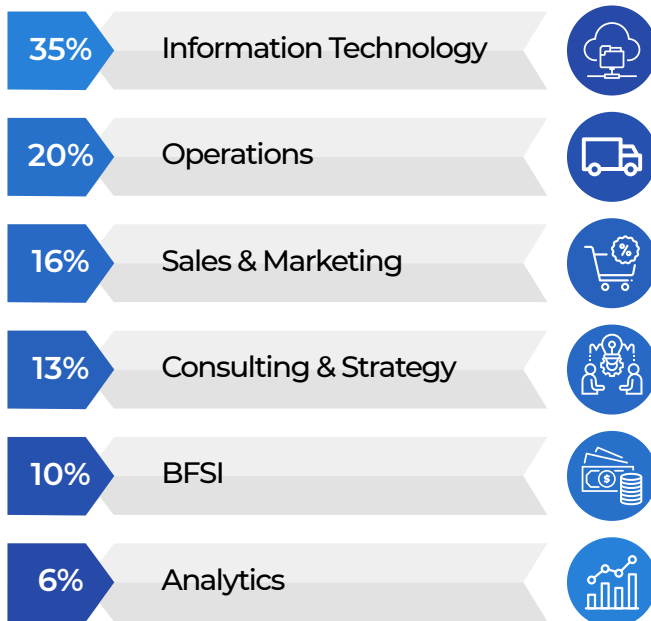 35% Information Technology
20% Operations
16% Sales & Marketing
%
13% Consulting & Strategy
10% BFSI
$
6% Analytics